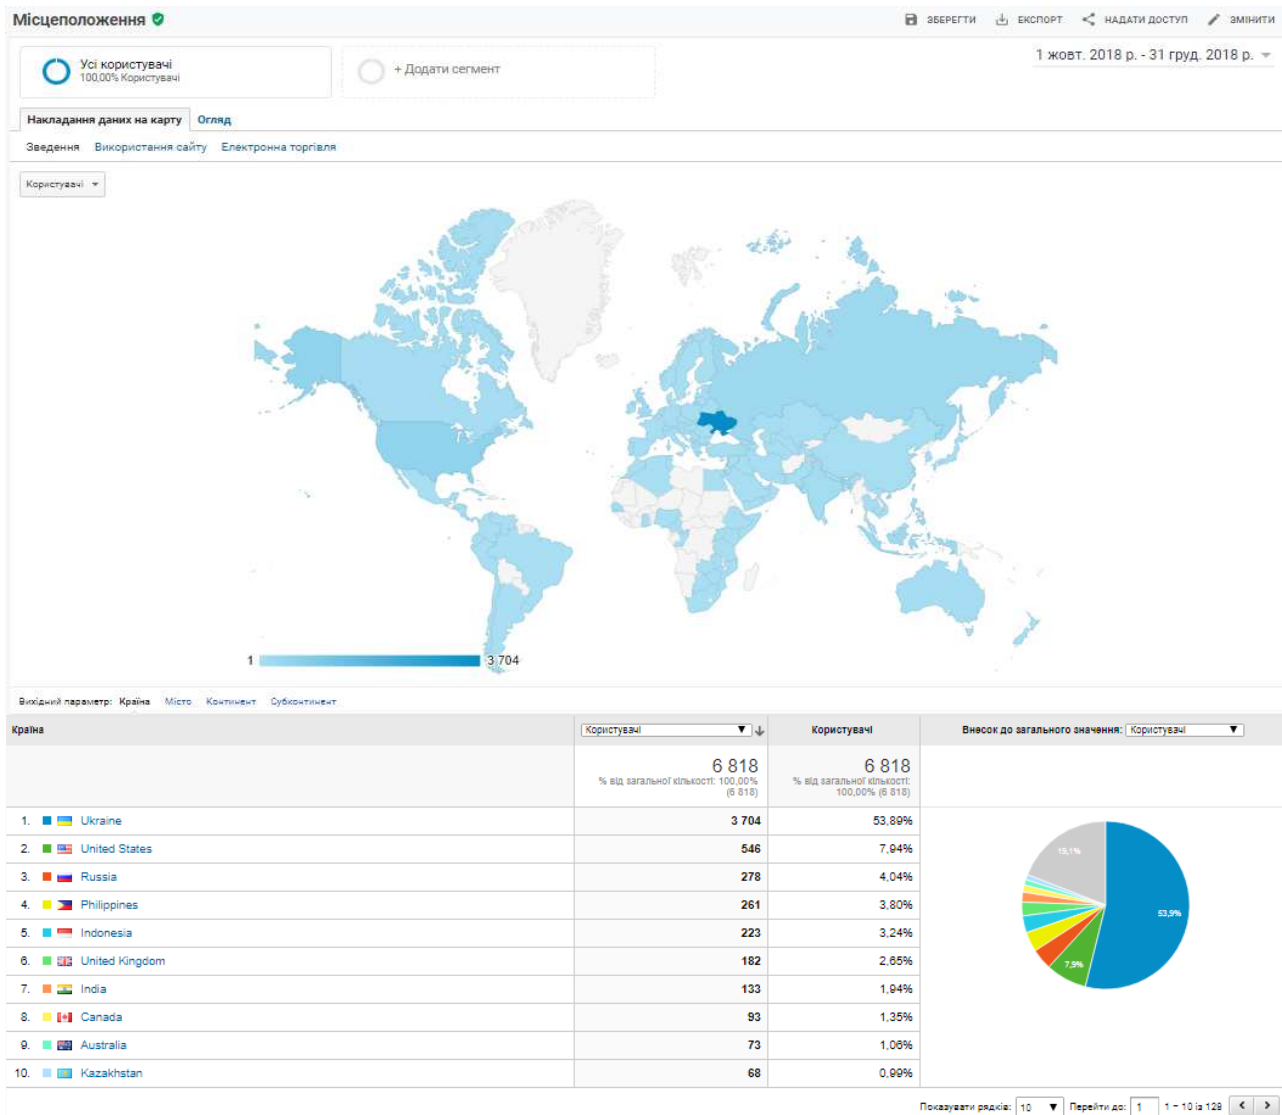 Місцеположення
ЗБЕРЕГТИ ЕКСПОРТ НАДАТИ ДОСТУП ЗМІНИТИ
Усі користувачі
100,00% Користувачі
+ Додати сегмент
1 жовт. 2018 р. - 31 груд. 2018 р.
Накладання даних на карту Огляд
Зведення Використання сайту Електронна торгівля
Користувачі
1 3 704
Вихідний параметр: Країна Місто Континент Субконтинент
Країна Користувачі Користувачі Внесок до загального значення: Користувачі
6 818 6 818
% від загальної кількості: 100,00% % від загальної кількості:
(6 818) 100,00% (6 818)
1. Ukraine 3 704 53,89%
2. United States 546 7,94%
3. Russia 278 4,04%
4. Philippines 261 3,80%
5. Indonesia 223 3,24%
6. United Kingdom 182 2,65%
7. India 133 1,94%
8. Canada 93 1,35%
9. Australia 73 1,06%
10. Kazakhstan 68 0,99%
19,1%
53,9%
7,9%
Показувати рядків: 10 Перейти до: 1 1 – 10 із 128